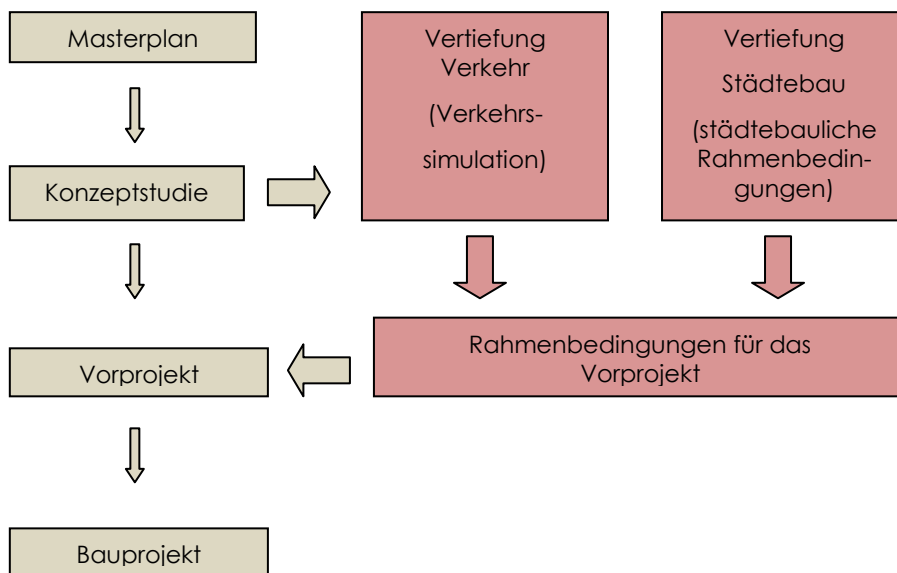 Masterplan
Konzeptstudie
Vorprojekt
Bauprojekt
Vertiefung
Verkehr
(Verkehrs-
simulation)
Vertiefung
Städtebau
(städtebauliche
Rahmenbedin-
gungen)
Rahmenbedingungen für das
Vorprojekt